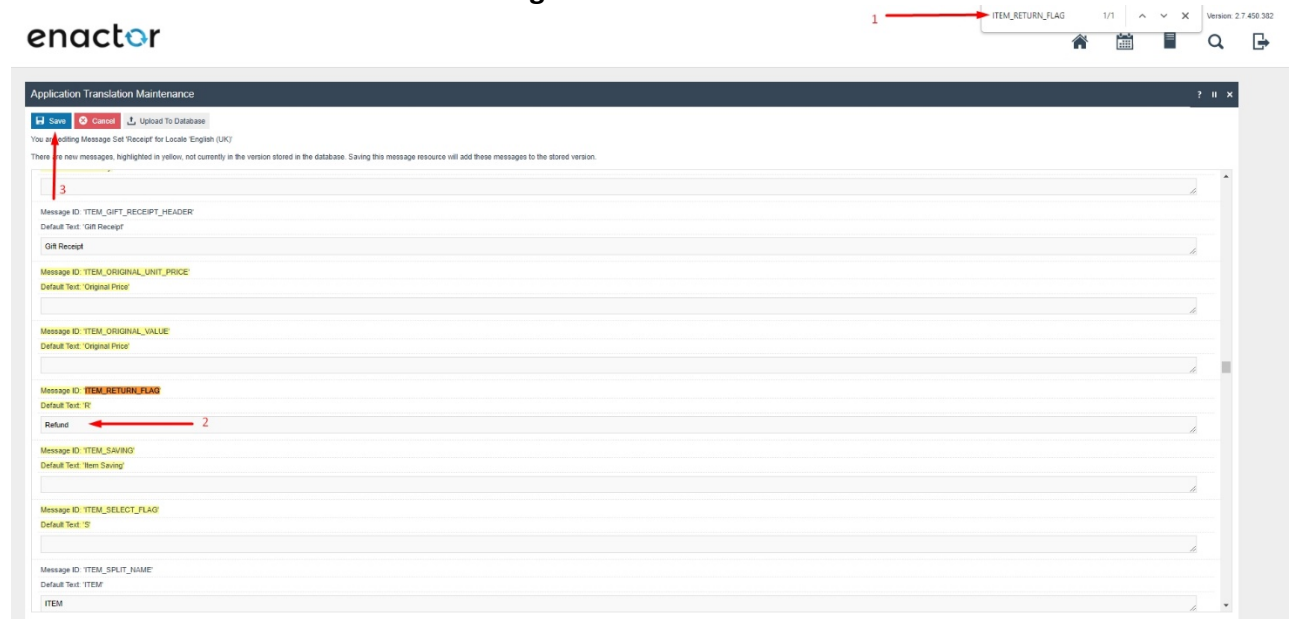 1
ITEM_RETURN_FLAG 1/1
Version: 2.7.450.382
enactor
Application Translation Maintenance
Save Cancel Upload To Database
You are editing Message Set 'Receipt' for Locale 'English (UK)'
There are new messages, highlighted in yellow, not currently in the version stored in the database. Saving this message resource will add these messages to the stored version.
3
Message ID: 'ITEM_GIFT_RECEIPT_HEADER'
Default Text: 'Gift Receipt'
Gift Receipt
Message ID: 'ITEM_ORIGINAL_UNIT_PRICE'
Default Text: 'Original Price'
Message ID: 'ITEM_ORIGINAL_VALUE'
Default Text: 'Original Price'
Message ID: 'ITEM_RETURN_FLAG'
Default Text: 'R'
Refund
2
Message ID: 'ITEM_SAVING'
Default Text: 'Item Saving'
Message ID: 'ITEM_SELECT_FLAG'
Default Text: 'S'
Message ID: 'ITEM_SPLIT_NAME'
Default Text: 'ITEM'
ITEM